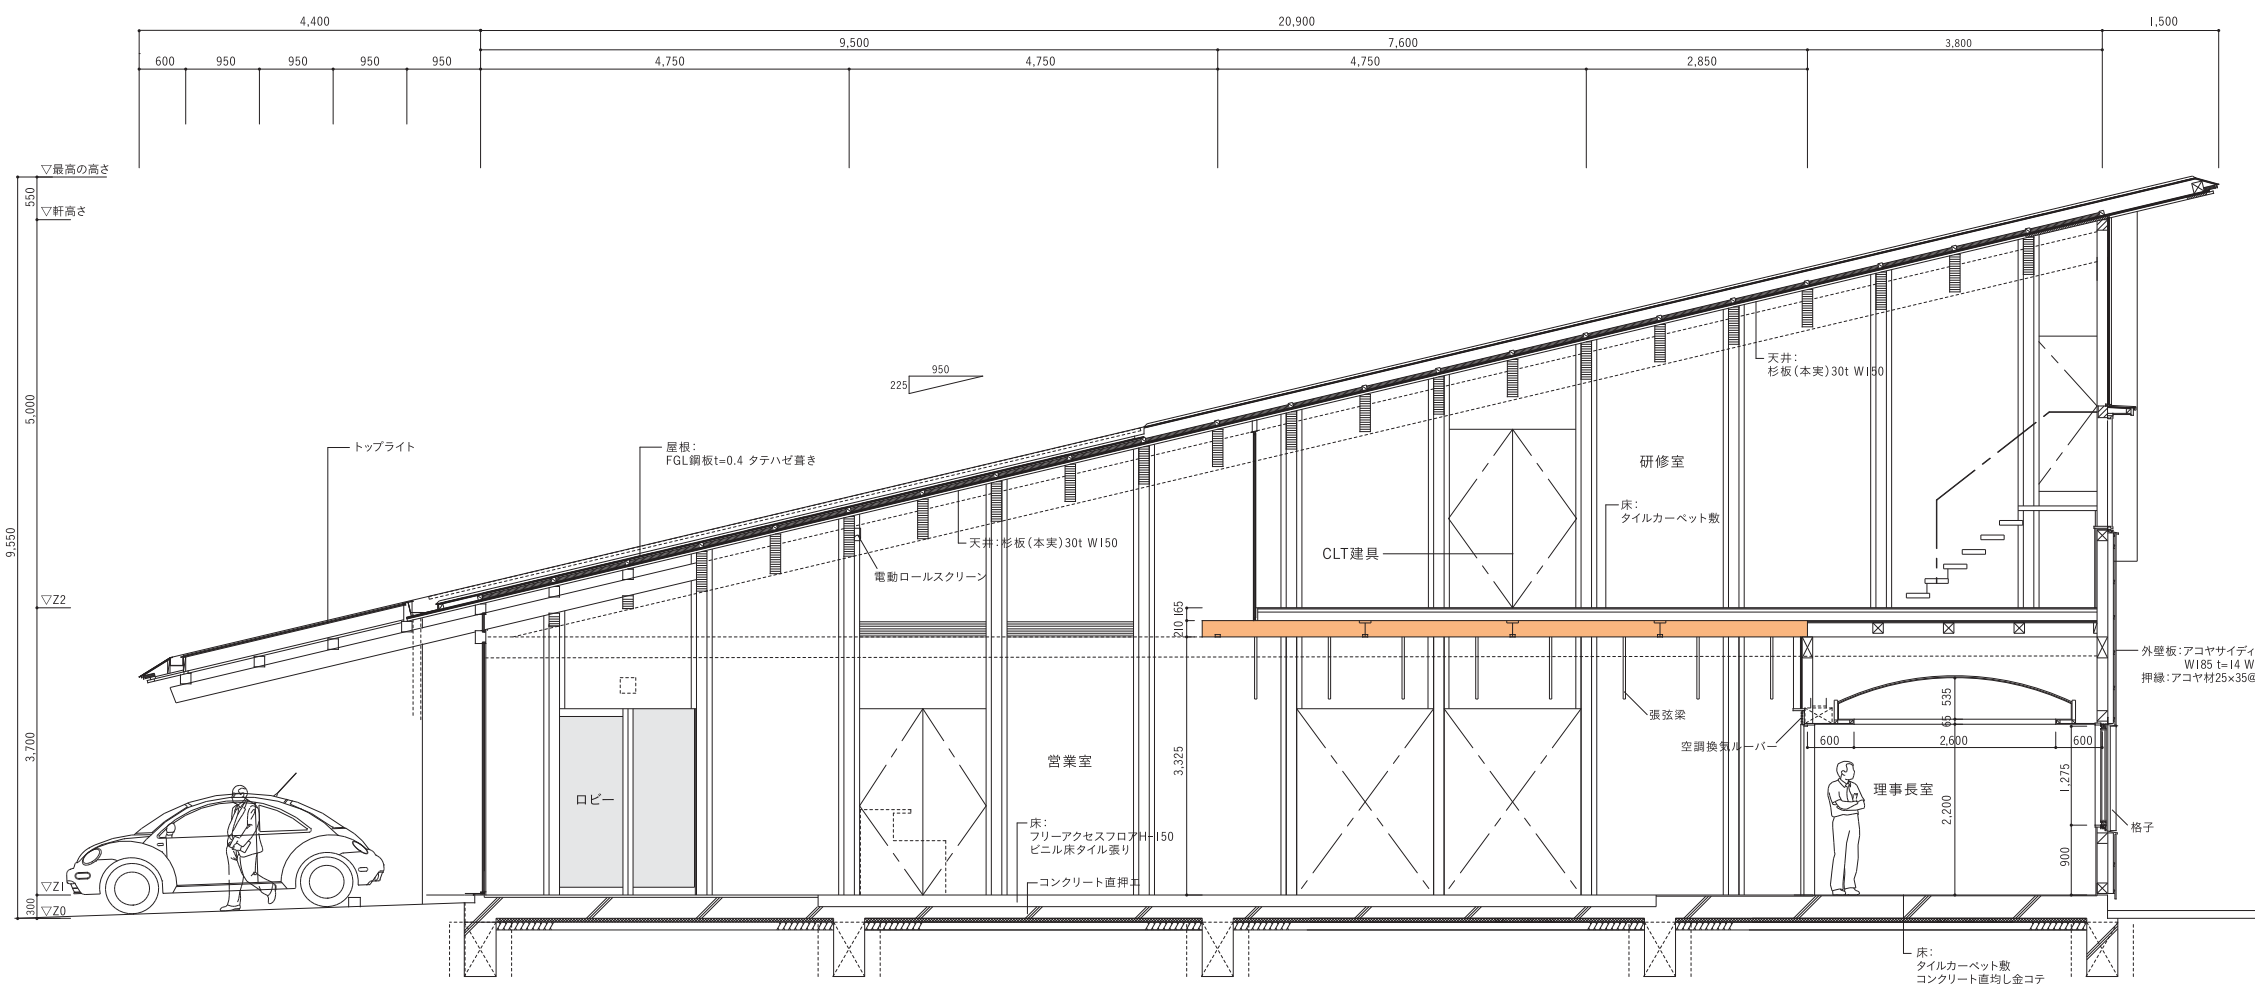 4,400
20,900
1,500
9,500
7,600
3,800
600
950
950
950
950
4,750
4,750
4,750
2,850
▽最高の高さ
550
▽軒高さ
天井:
杉板(本実)30t W150
950
225
5,000
トップライト
屋根:
FGL鋼板t=0.4 タテハゼ葺き
研修室
床:
タイルカーペット敷
9,550
天井:杉板(本実)30t W150
CLT建具
電動ロールスクリーン
▽Z2
165
210
外壁板:アコヤサイディ
W185 t=14 W
押縁:アコヤ材25×35@
535
65
張弦梁
空調換気ルーバー
600
2,600
600
3,700
営業室
3,325
1,275
ロビー
理事長室
2,200
床:
フリーアクセスフロアH=150
ビニル床タイル張り
格子
900
コンクリート直押エ
▽Z1
300
▽Z0
床:
タイルカーペット敷
コンクリート直均し金コテ